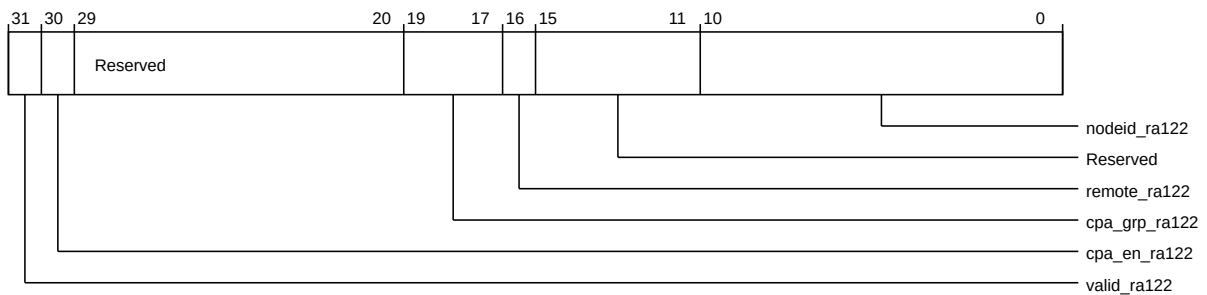 31 30 29 20 19 17 16 15 11 10 0
Reserved
nodeid_ra122
Reserved
remote_ra122
cpa_grp_ra122
cpa_en_ra122
valid_ra122